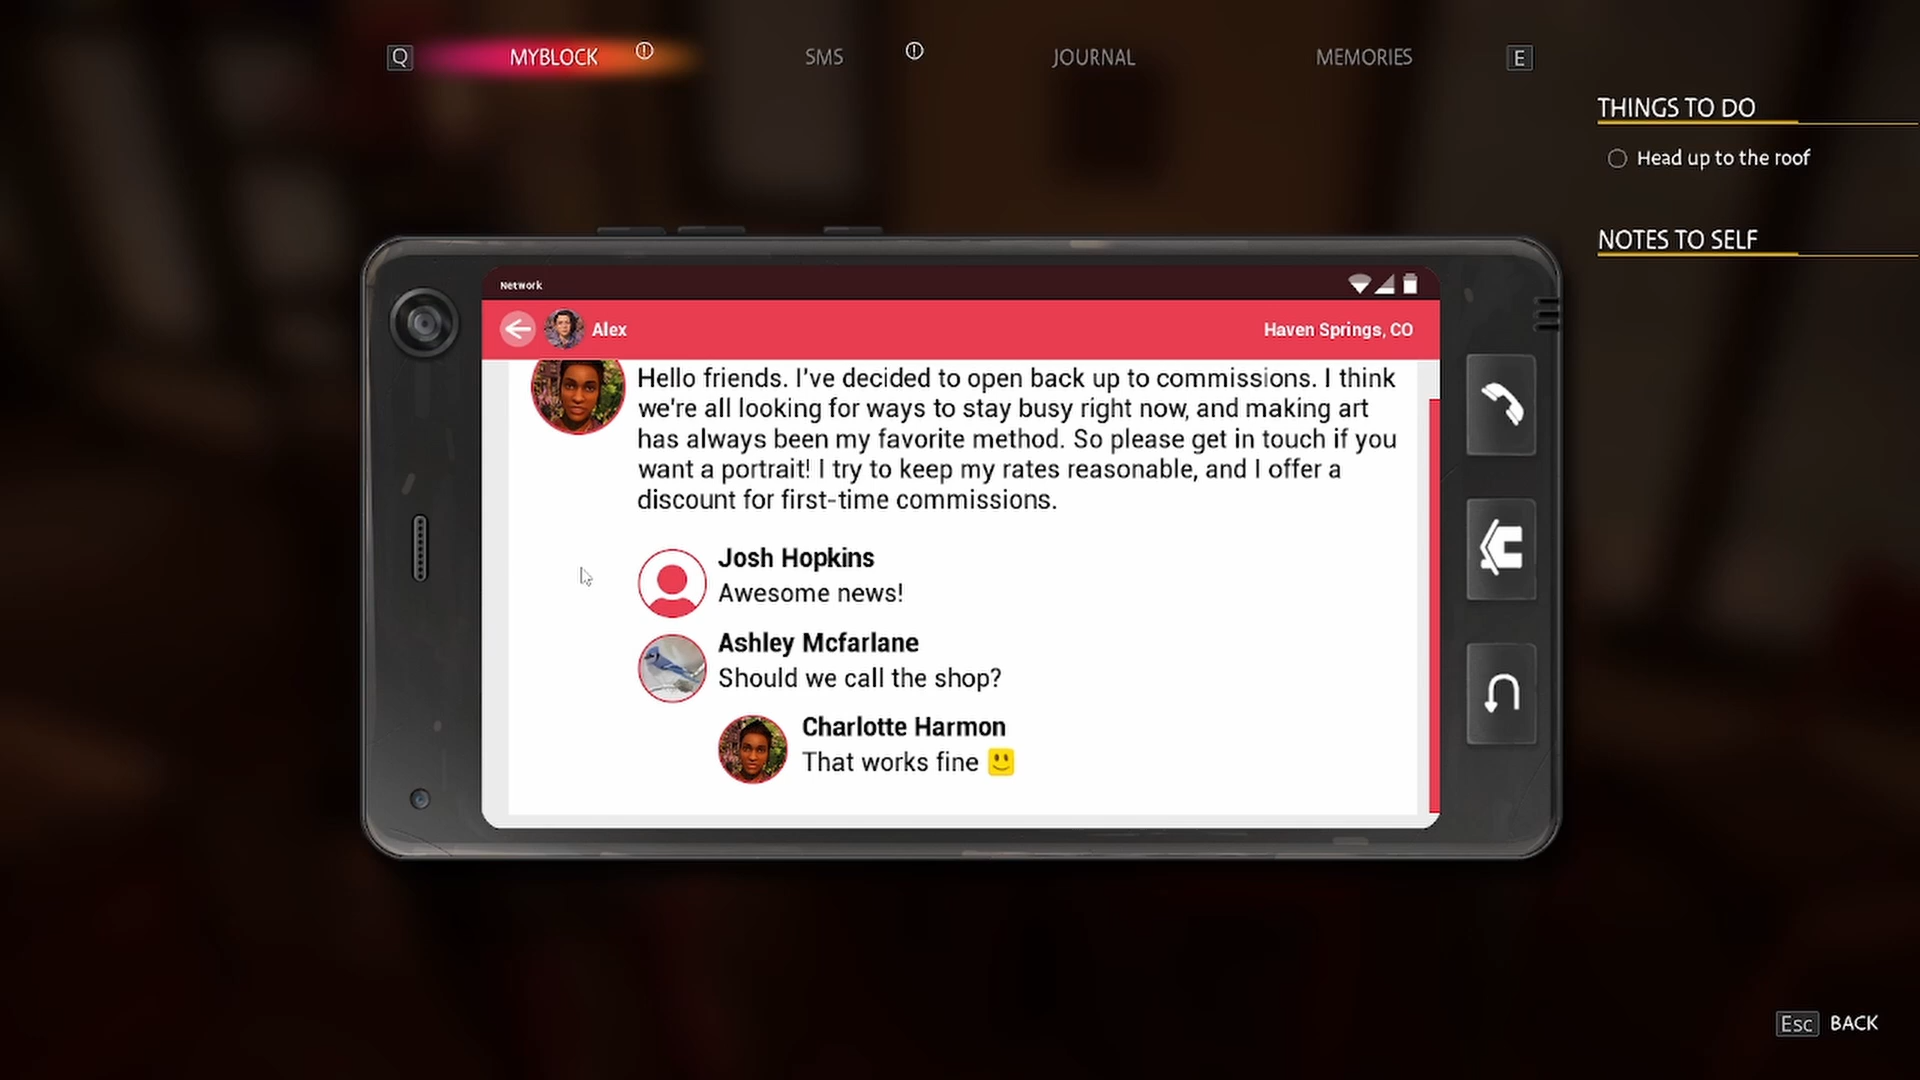 Q MYBLOCK SMS JOURNAL MEMORIES E
THINGS TO DO
Head up to the roof
NOTES TO SELF
Network
Alex Haven Springs, CO
Hello friends. I've decided to open back up to commissions. I think
we're all looking for ways to stay busy right now, and making art
has always been my favorite method. So please get in touch if you
want a portrait! I try to keep my rates reasonable, and I offer a
discount for first-time commissions.
Josh Hopkins
Awesome news!
Ashley Mcfarlane
Should we call the shop?
Charlotte Harmon
That works fine
Esc BACK